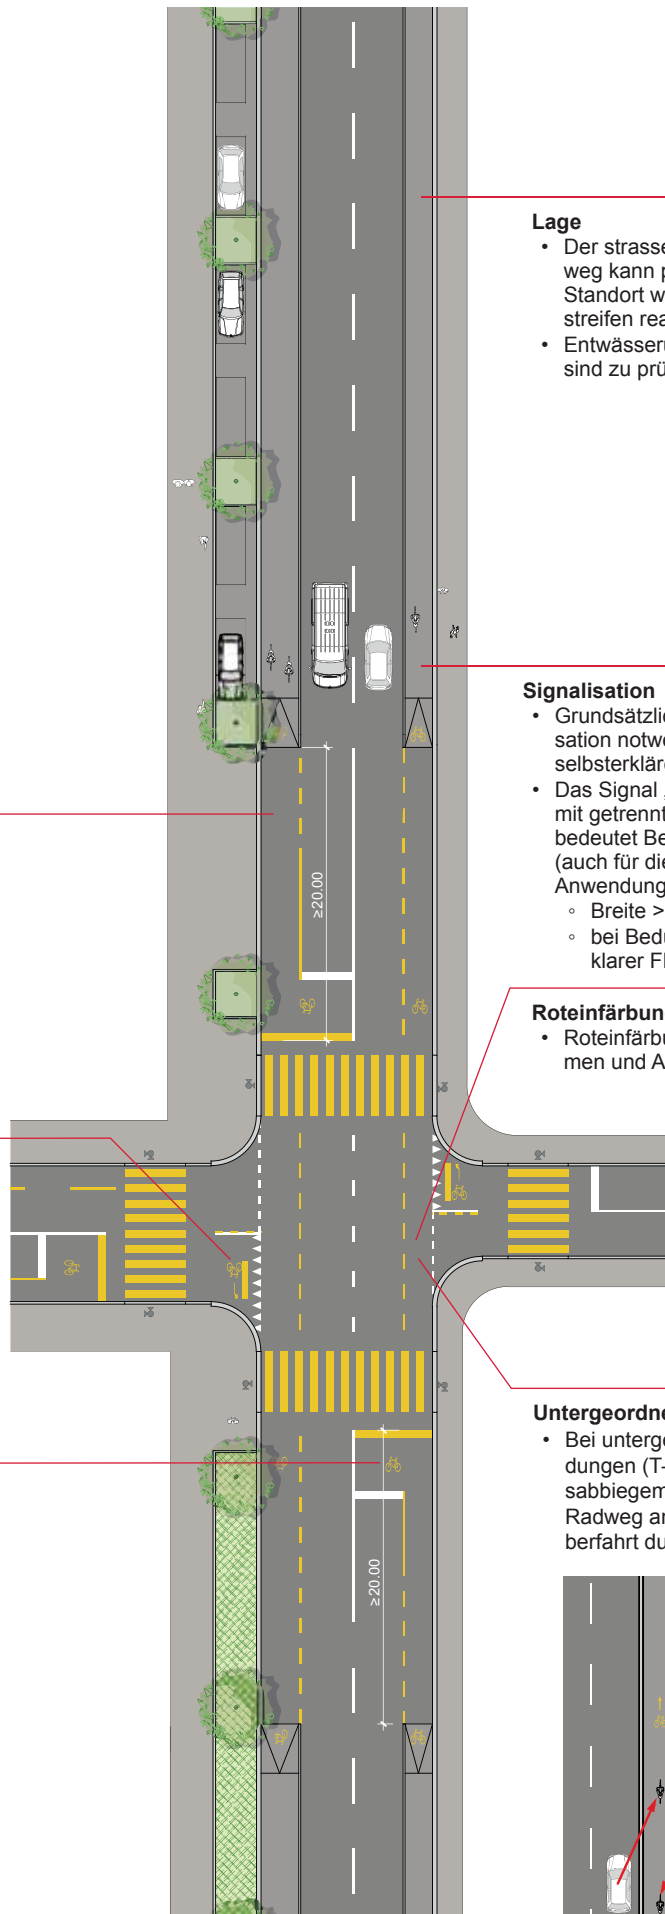 Lage
• Der strasse
weg kann p
Standort w
streifen rea
• Entwässeru
sind zu prü
Signalisation
• Grundsätzlic
sation notwe
selbsterkläre
• Das Signal „
mit getrennt
bedeutet Be
(auch für die
Anwendung
◦ Breite >
◦ bei Bedu
klarer Fl
≥20.00
Roteinfärbun
• Roteinfärbu
men und A
Untergeordne
• Bei unterge
dungen (T-
sabbiegem
Radweg an
berfahrt du
≥20.00